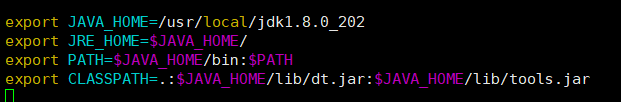 export JAVA_HOME=/usr/local/jdk1.8.0_202
export JRE_HOME=$JAVA_HOME/
export PATH=$JAVA_HOME/bin:$PATH
export CLASSPATH=.:$JAVA_HOME/lib/dt.jar:$JAVA_HOME/lib/tools.jar